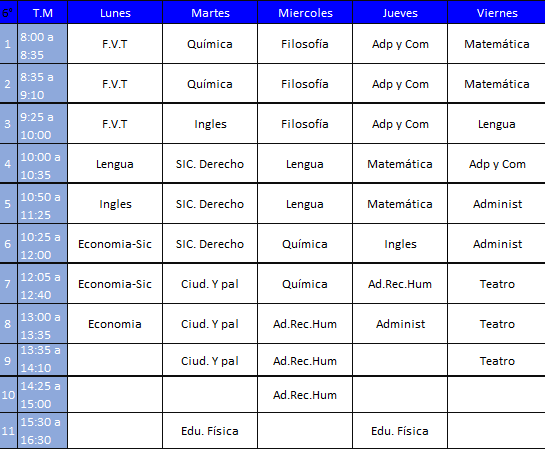 6° T.M Lunes Martes Miercoles Jueves Viernes
1 8:00 a 8:35 F.V.T Química Filosofía Adp y Com Matemática
2 8:35 a 9:10 F.V.T Química Filosofía Adp y Com Matemática
3 9:25 a 10:00 F.V.T Ingles Filosofía Adp y Com Lengua
4 10:00 a 10:35 Lengua SIC. Derecho Lengua Matemática Adp y Com
5 10:50 a 11:25 Ingles SIC. Derecho Lengua Matemática Administ
6 10:25 a 12:00 Economia-Sic SIC. Derecho Química Ingles Administ
7 12:05 a 12:40 Economia-Sic Ciud. Y pal Química Ad.Rec.Hum Teatro
8 13:00 a 13:35 Economia Ciud. Y pal Ad.Rec.Hum Administ Teatro
9 13:35 a 14:10 Ciud. Y pal Ad.Rec.Hum Teatro
10 14:25 a 15:00 Ad.Rec.Hum
11 15:30 a 16:30 Edu. Física Edu. Física